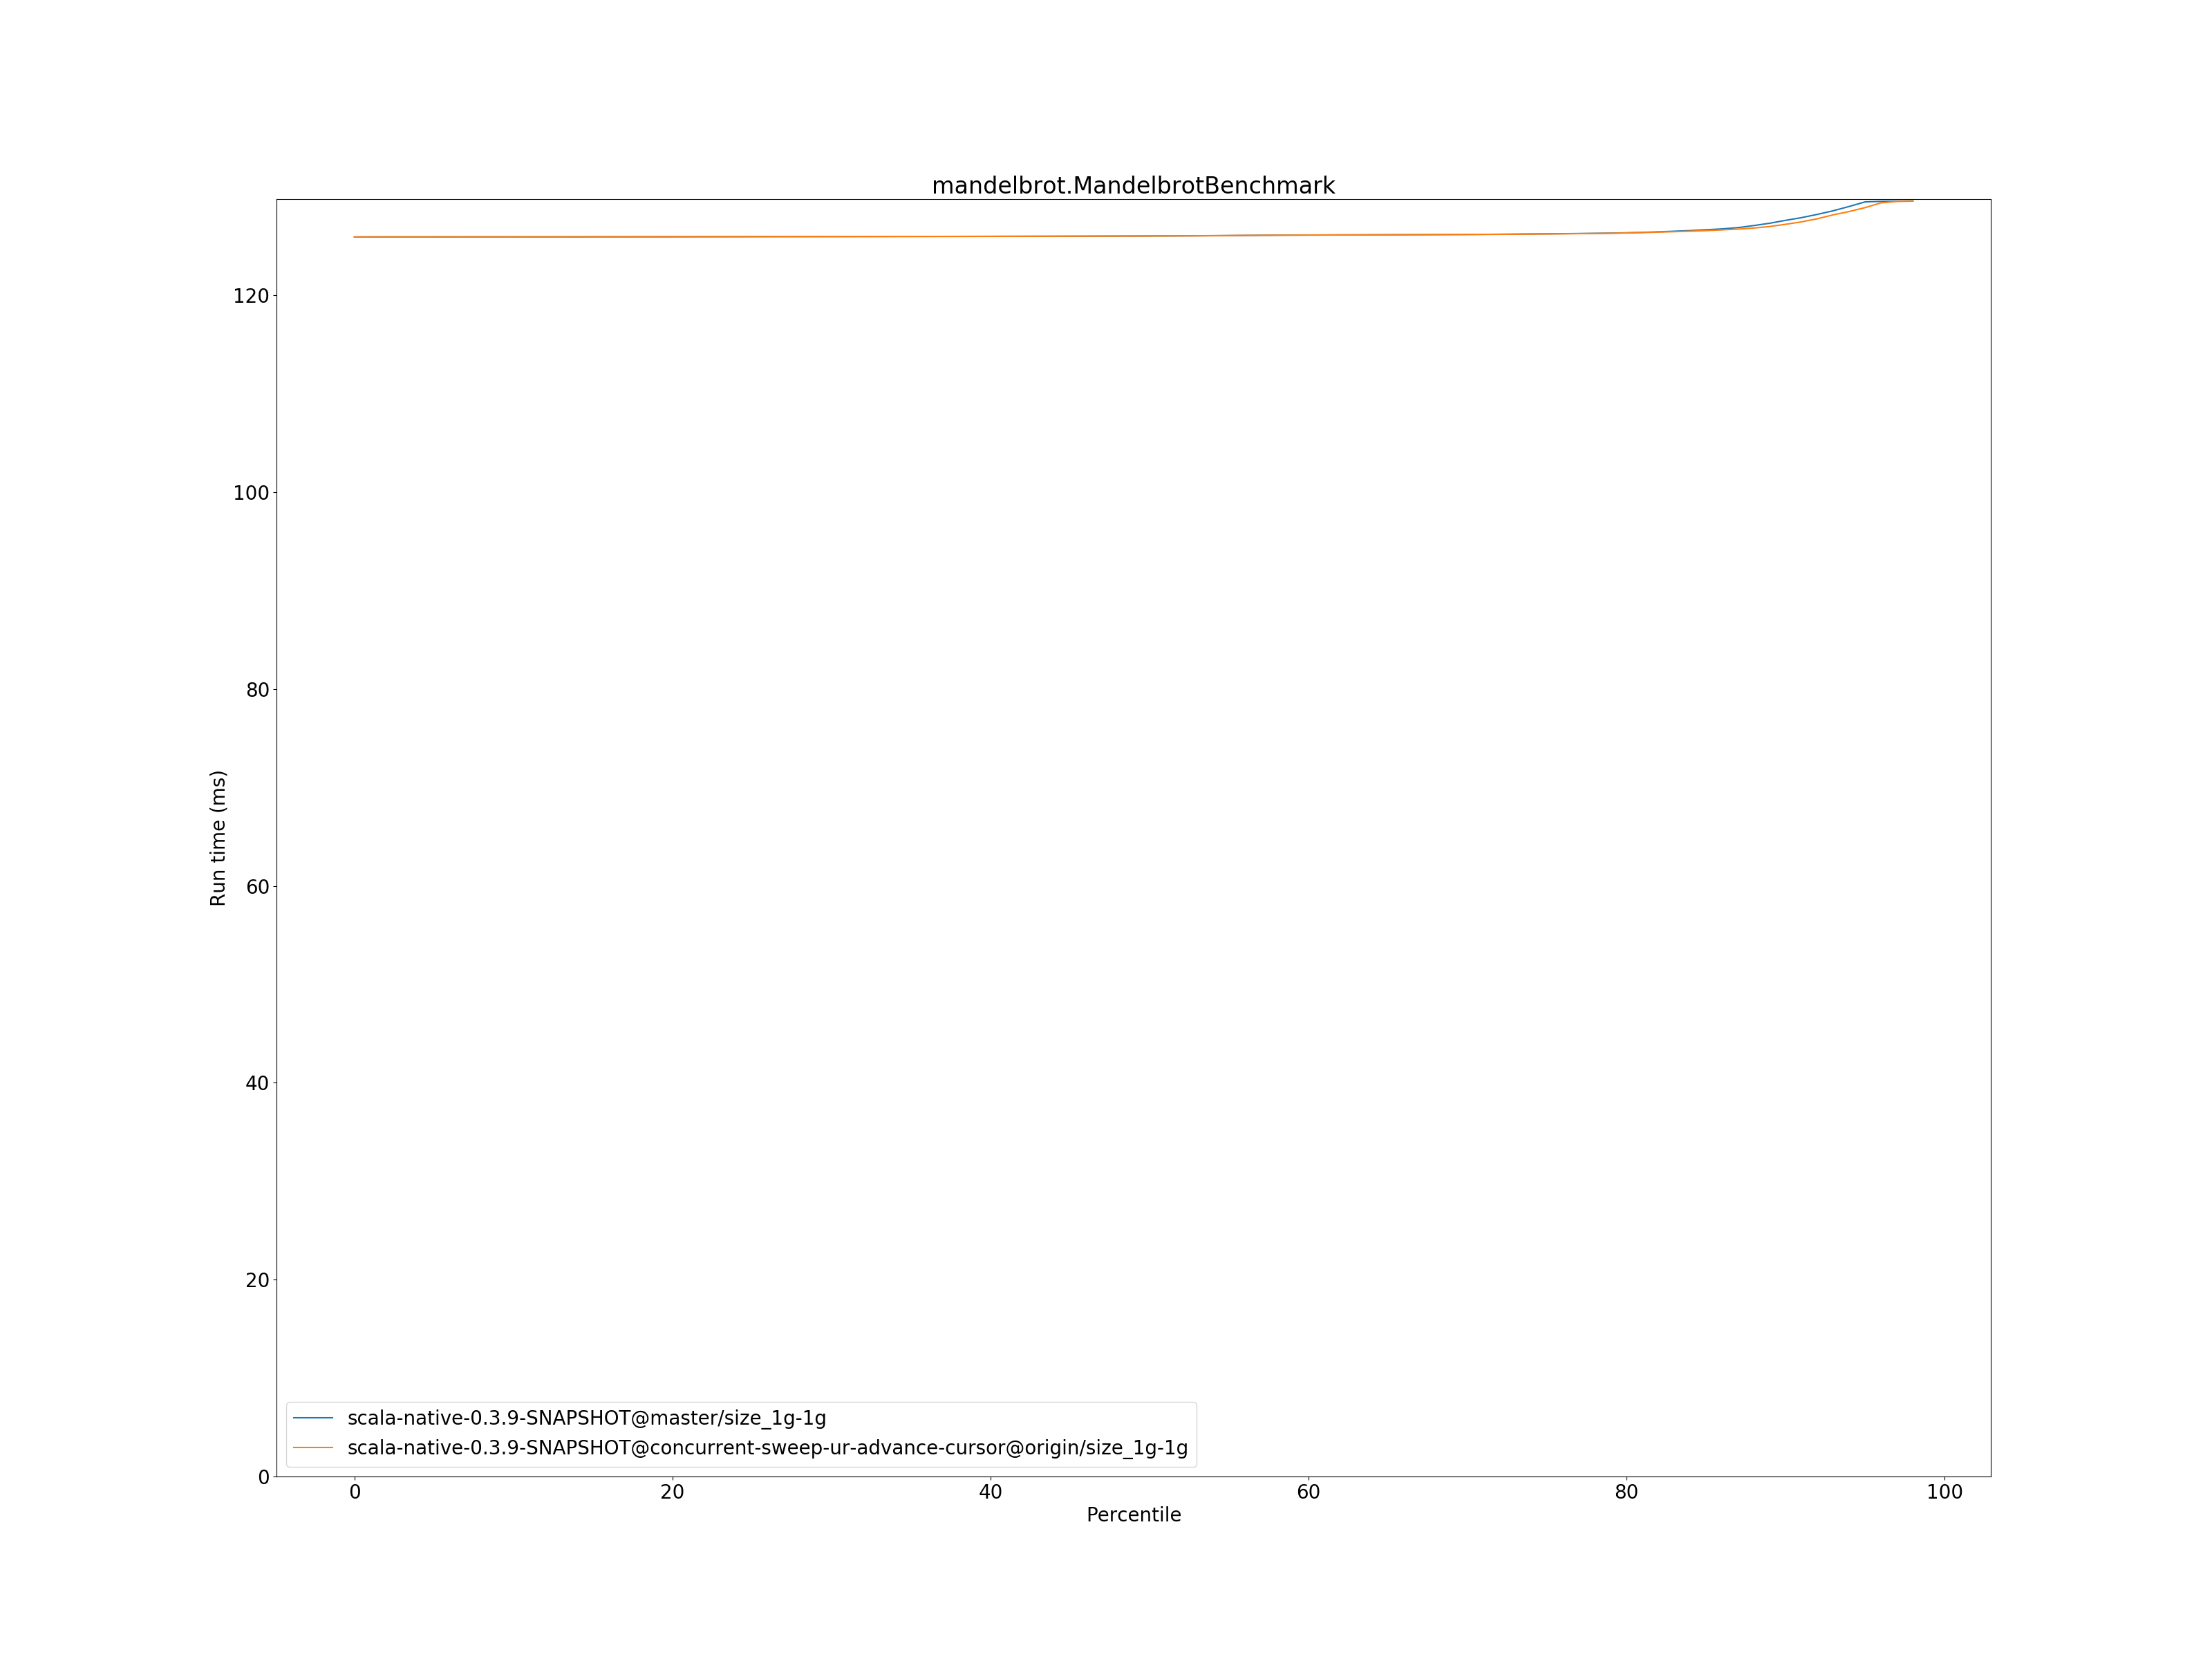 mandelbrot.MandelbrotBenchmark
120
100
80
60
40
20
0
Run time (ms)
scala-native-0.3.9-SNAPSHOT@master/size_1g-1g
scala-native-0.3.9-SNAPSHOT@concurrent-sweep-ur-advance-cursor@origin/size_1g-1g
0 20 40 60 80 100
Percentile